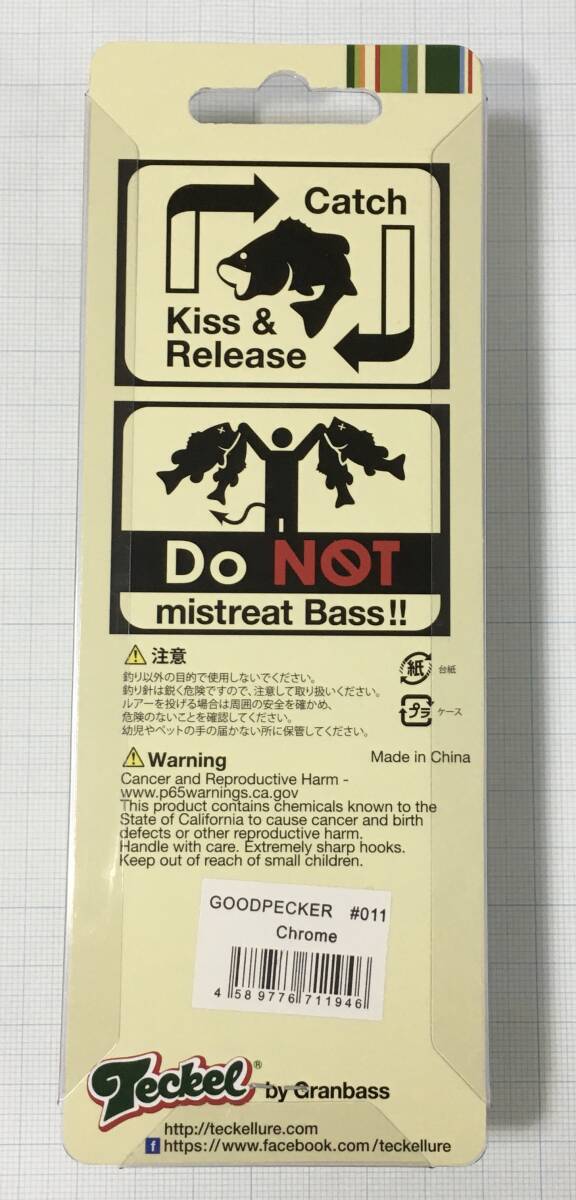 Catch
Kiss &
Release
Do NOT
mistreat Bass!!
⚠ 注意
釣り以外の目的で使用しないでください。
釣り針は鋭く危険ですので、注意して取り扱いください。
ルアーを投げる場合は周囲の安全を確かめ、
危険のないことを確認してください。
幼児やペットの手の届かない所に保管してください。
紙 台紙
プラ ケース
⚠ Warning
Made in China
Cancer and Reproductive Harm -
www.p65warnings.ca.gov
This product contains chemicals known to the
State of California to cause cancer and birth
defects or other reproductive harm.
Handle with care. Extremely sharp hooks.
Keep out of reach of small children.
GOODPECKER #011
Chrome
4 589776 711946
Teckel® by Granbass
http://teckellure.com
f https://www.facebook.com/teckellure